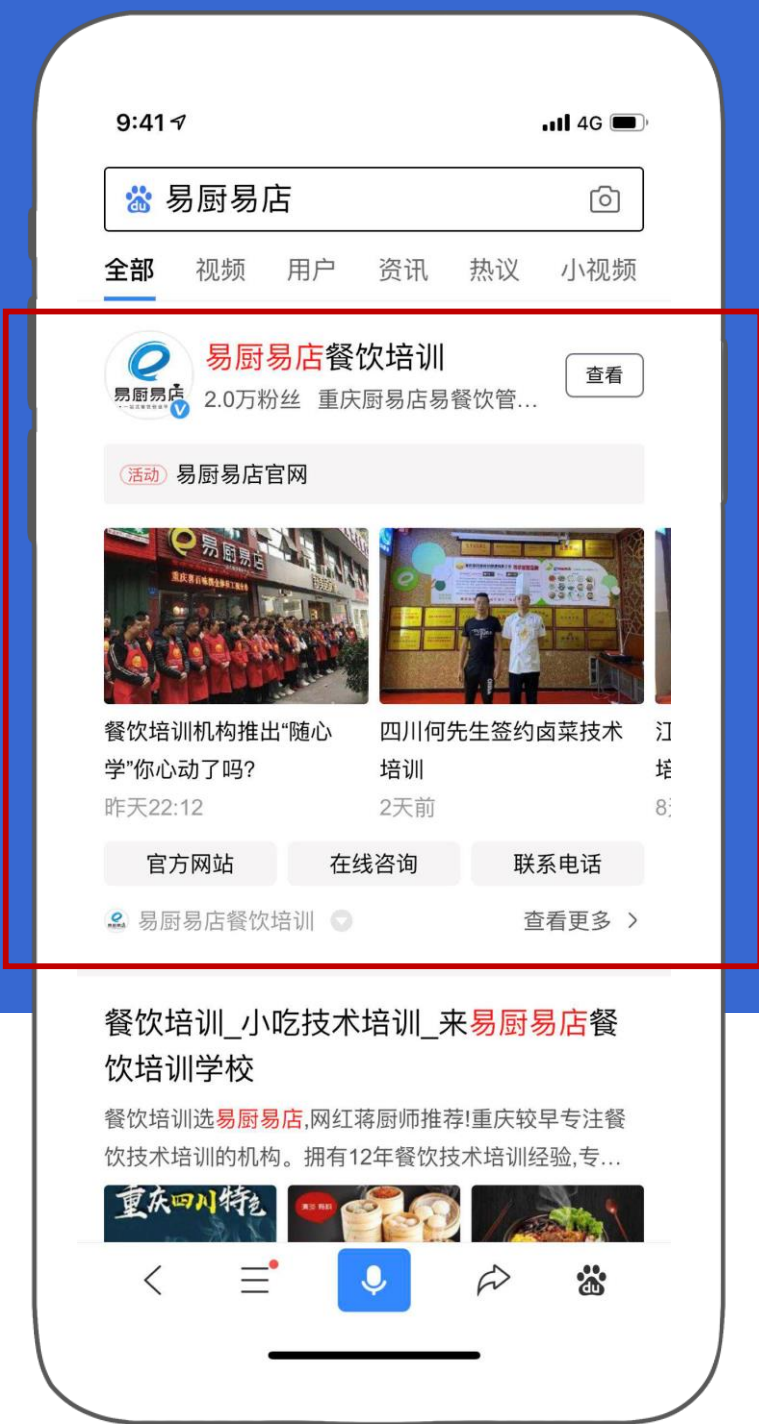 9:41
4G
du
易厨易店
全部 视频 用户 资讯 热议 小视频
易厨易店餐饮培训
查看
易厨易店
2.0万粉丝 重庆厨易店易餐饮管...
活动 易厨易店官网
易厨易店
餐饮培训机构推出“随心
学”你心动了吗?
昨天22:12
四川何先生签约卤菜技术
培训
2天前
江
培
8
官方网站 在线咨询 联系电话
易厨易店餐饮培训
查看更多
餐饮培训_小吃技术培训_来易厨易店餐
饮培训学校
餐饮培训选易厨易店,网红蒋厨师推荐!重庆较早专注餐
饮技术培训的机构。拥有12年餐饮技术培训经验,专...
重庆四川特色
du